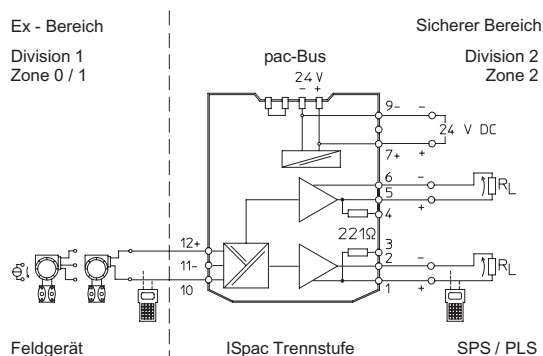 Ex - Bereich
Sicherer Bereich
Division 1
Zone 0 / 1
pac-Bus
Division 2
Zone 2
24 V
- +
9- -
24 V DC
7+ +
6 -
RL
5 +
4
221Ω
3
12+
2 -
RL
11-
10
1 +
Feldgerät
ISpac Trennstufe
SPS / PLS